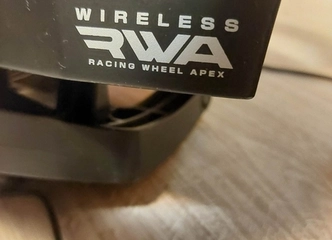 WIRELESS
RWA
RACING WHEEL APEX